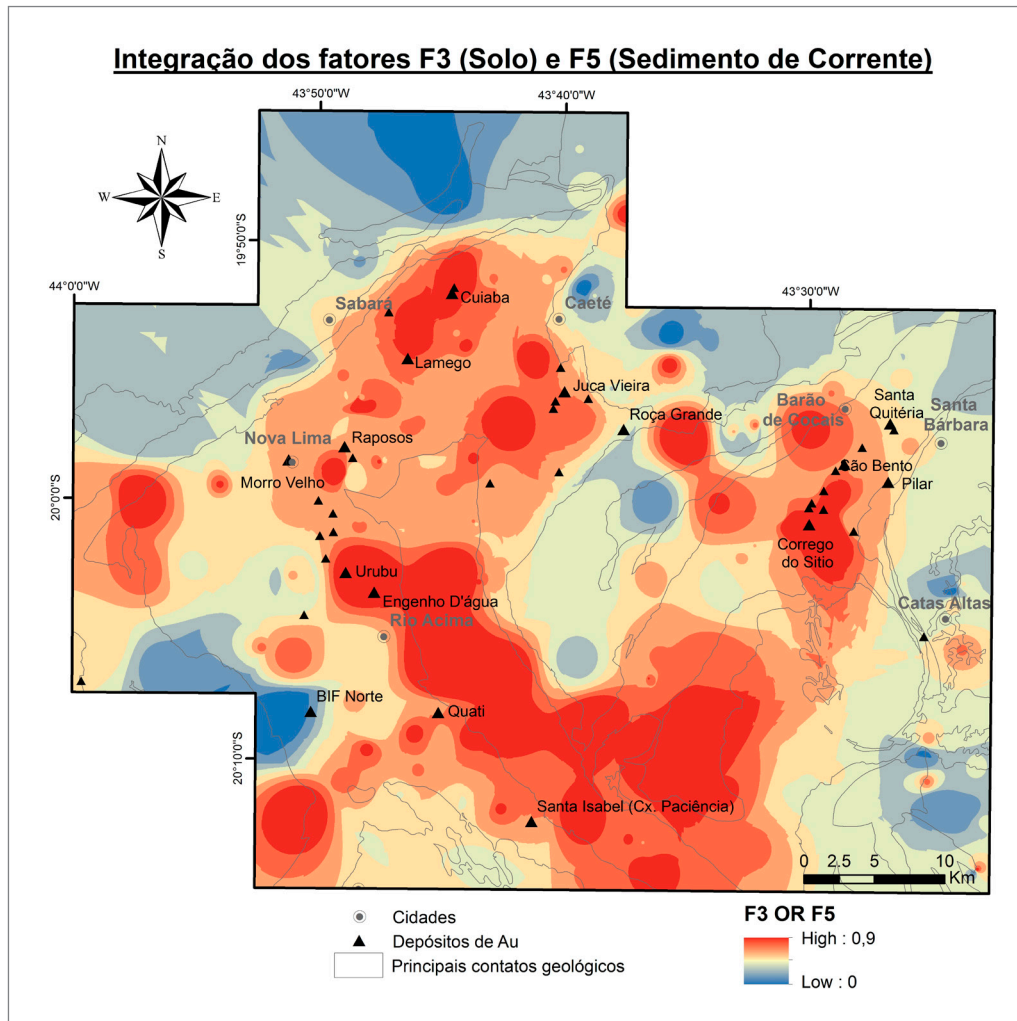 Integração dos fatores F3 (Solo) e F5 (Sedimento de Corrente)
43°50'0"W
43°40'0"W
N
W
E
S
19°50'0"S
44°0'0"W
43°30'0"W
Cuiaba
Sabará
Caeté
Lamego
Juca Vieira
Barão
de Cocais
Santa
Quitéria
Santa
Bárbara
Roça Grande
Nova Lima
Raposos
São Bento
Morro Velho
Pilar
20°0'0"S
Corrego
do Sitio
Urubu
Engenho D'água
Catas Altas
Rio Acima
BIF Norte
Quati
20°10'0"S
Santa Isabel (Cx. Paciência)
0 2.5 5 10
Km
Cidades
Depósitos de Au
Principais contatos geológicos
F3 OR F5
High : 0,9
Low : 0